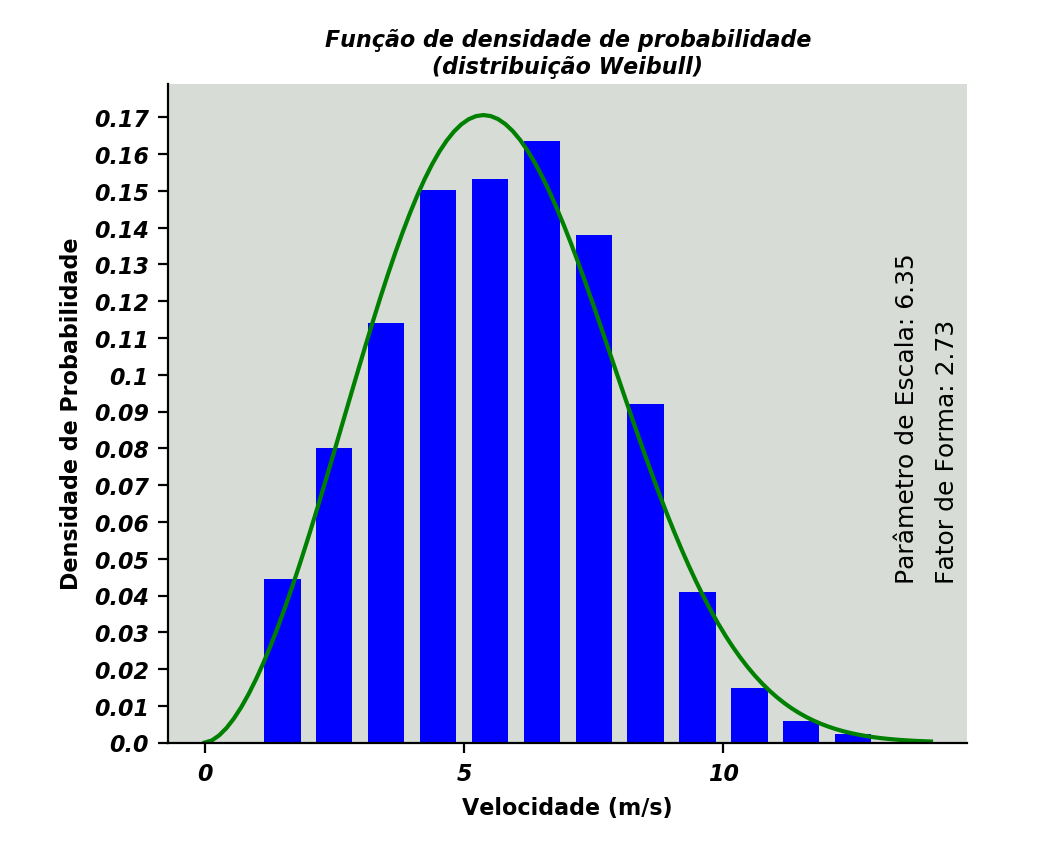 Função de densidade de probabilidade
(distribuição Weibull)
Densidade de Probabilidade
0.17
0.16
0.15
0.14
0.13
0.12
0.11
0.1
0.09
0.08
0.07
0.06
0.05
0.04
0.03
0.02
0.01
0.0
0 5 10
Velocidade (m/s)
Parâmetro de Escala: 6.35
Fator de Forma: 2.73